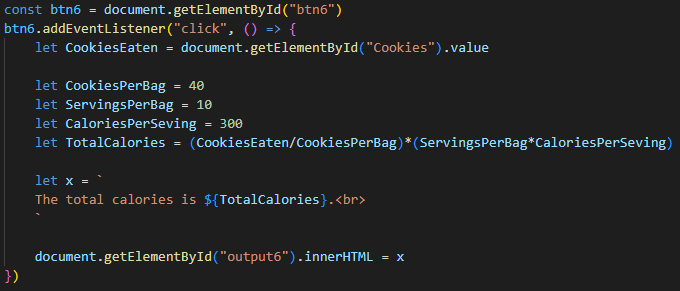 const btn6 = document.getElementById("btn6")
btn6.addEventListener("click", () => {
    let CookiesEaten = document.getElementById("Cookies").value

    let CookiesPerBag = 40
    let ServingsPerBag = 10
    let CaloriesPerSeving = 300
    let TotalCalories = (CookiesEaten/CookiesPerBag)*(ServingsPerBag*CaloriesPerSeving)

    let x = `
    The total calories is ${TotalCalories}.<br>
    `

    document.getElementById("output6").innerHTML = x
})